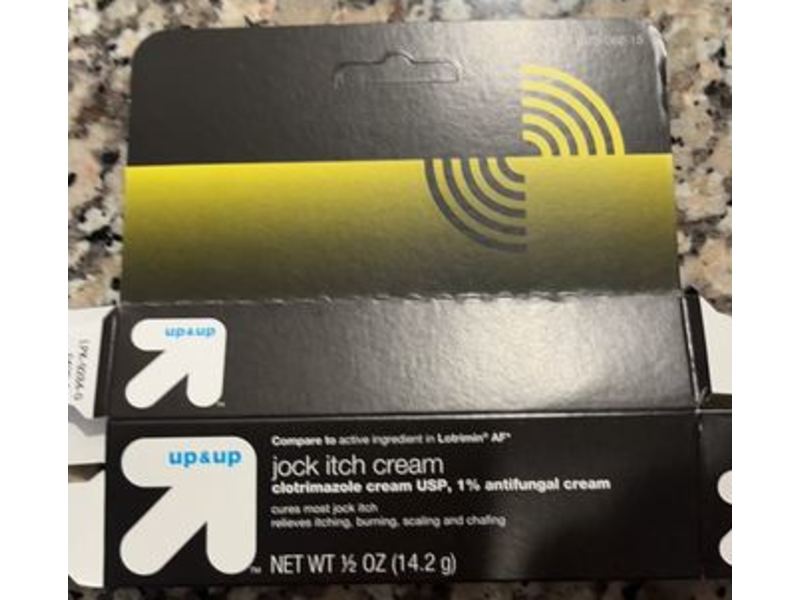 up&up
Compare to active ingredient in Lotrimin® AF*
up&up
jock itch cream
clotrimazole cream USP, 1% antifungal cream
cures most jock itch
relieves itching, burning, scaling and chafing
™ NET WT ½ OZ (14.2 g)